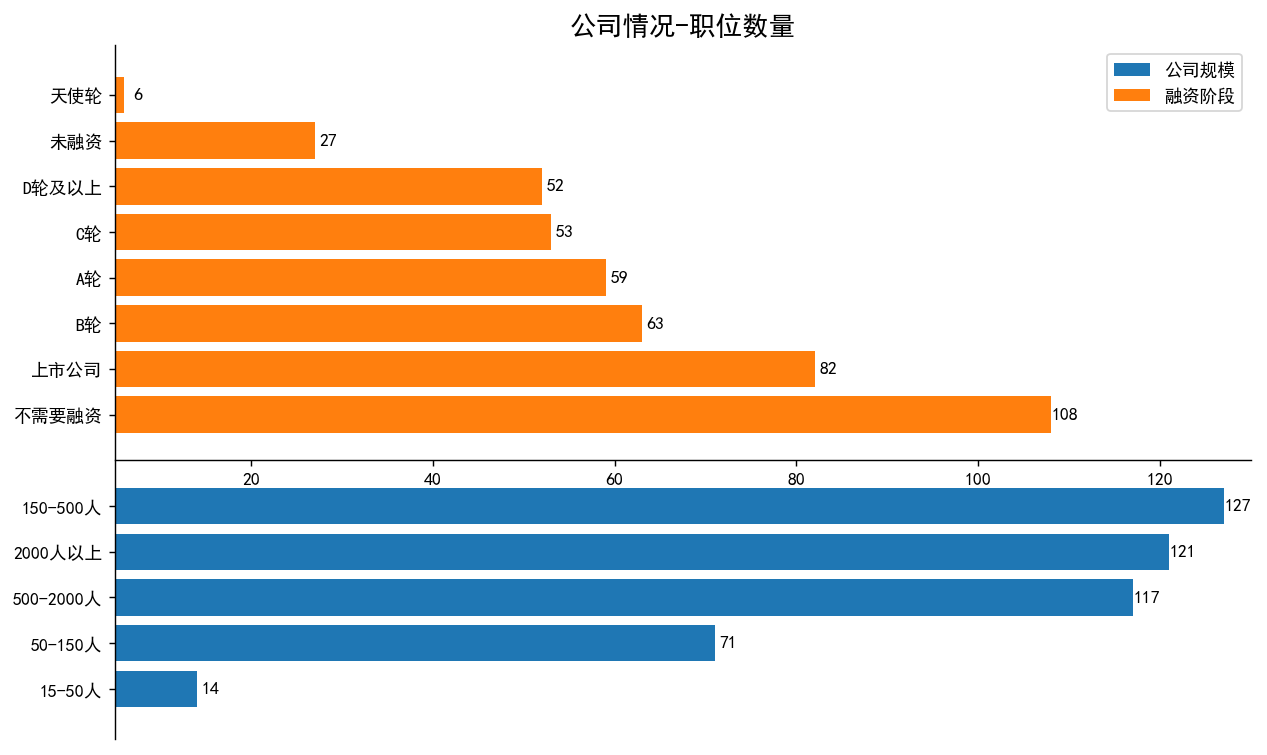 公司情况-职位数量
公司规模
融资阶段
天使轮 6
未融资 27
D轮及以上 52
C轮 53
A轮 59
B轮 63
上市公司 82
不需要融资 108
20 40 60 80 100 120
150-500人 127
2000人以上 121
500-2000人 117
50-150人 71
15-50人 14